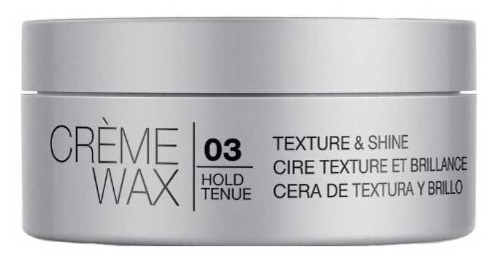 CRÈME
WAX
03
HOLD
TENUE
TEXTURE & SHINE
CIRE TEXTURE ET BRILLANCE
CERA DE TEXTURA Y BRILLO